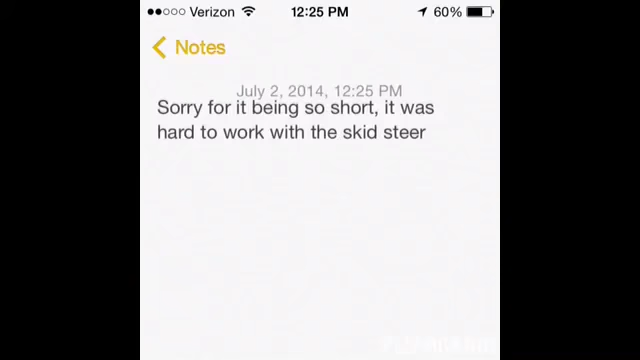 Verizon 12:25 PM 60%
Notes
July 2, 2014, 12:25 PM
Sorry for it being so short, it was
hard to work with the skid steer